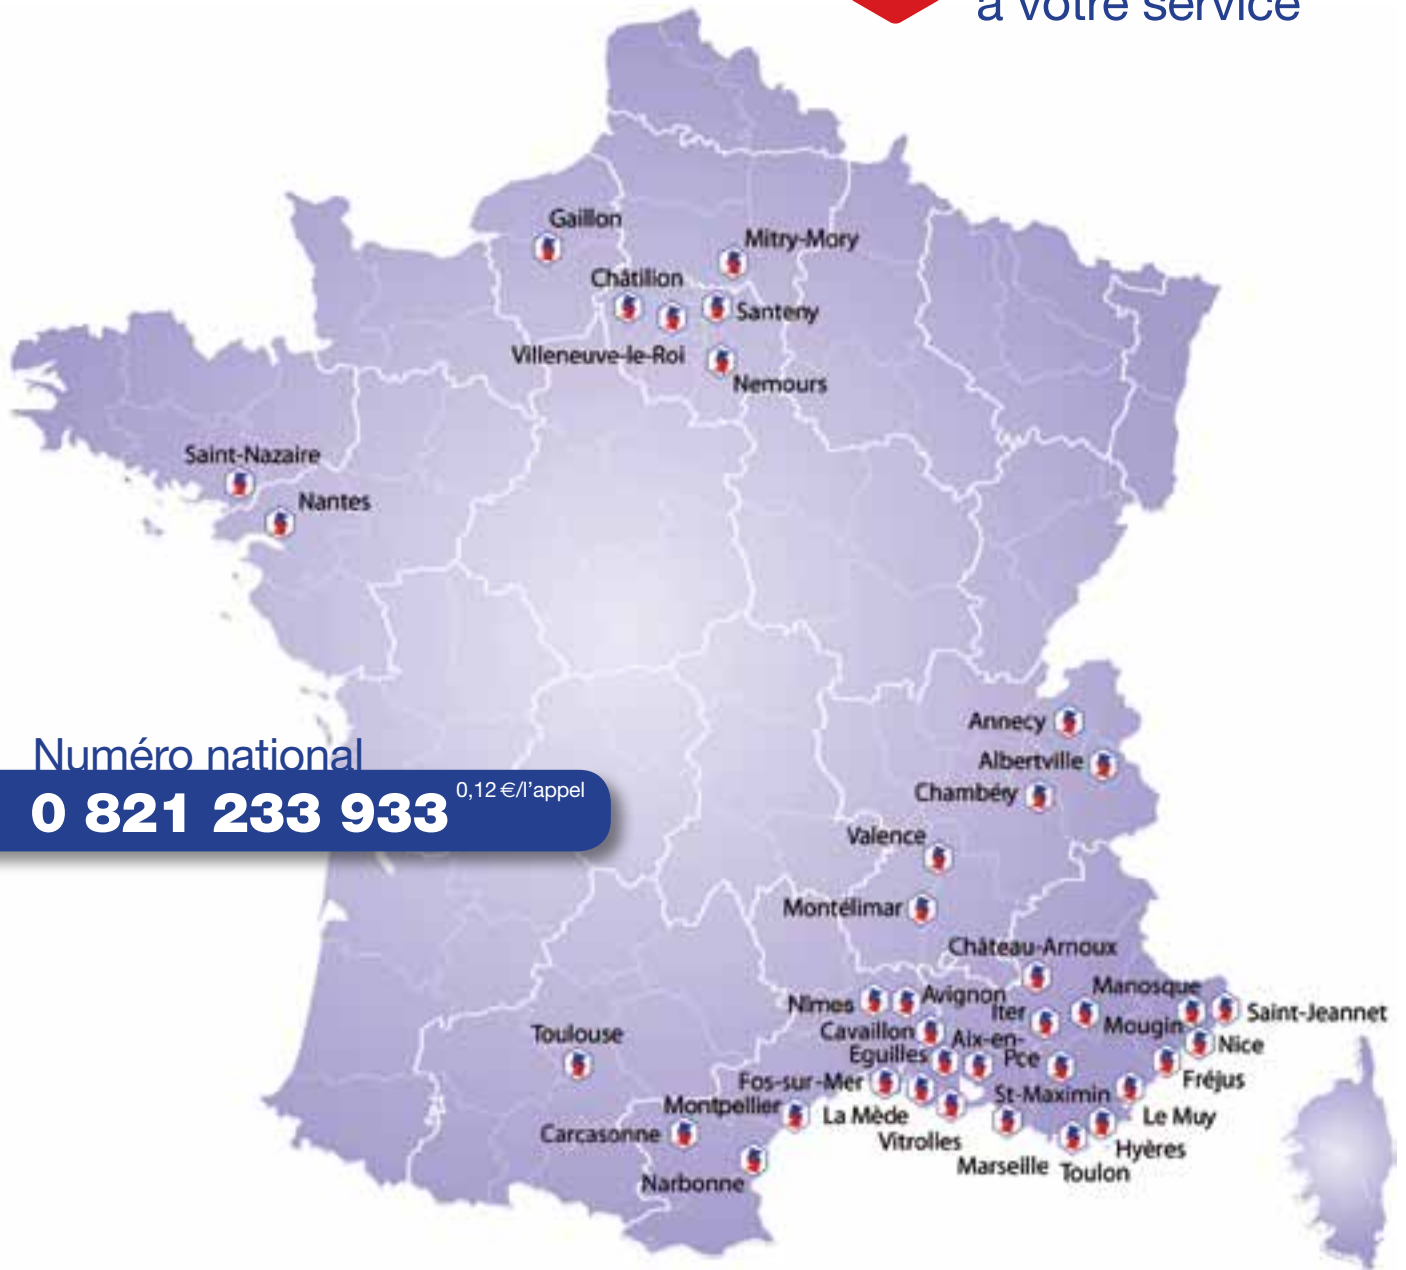 à votre service
Gaillon
Mitry-Mory
Châtillon
Santeny
Villeneuve-le-Roi
Nemours
Saint-Nazaire
Nantes
Annecy
Numéro national
Albertville
0 821 233 933 0,12 €/l'appel
Chambéry
Valence
Montélimar
Château-Arnoux
Manosque
Nîmes
Avignon
Iter
Saint-Jeannet
Mougin
Toulouse
Cavaillon
Aix-en-
Pce
Nice
Eguilles
Fréjus
Fos-sur-Mer
St-Maximin
Montpellier
La Mède
Le Muy
Carcasonne
Vitrolles
Hyères
Marseille
Toulon
Narbonne